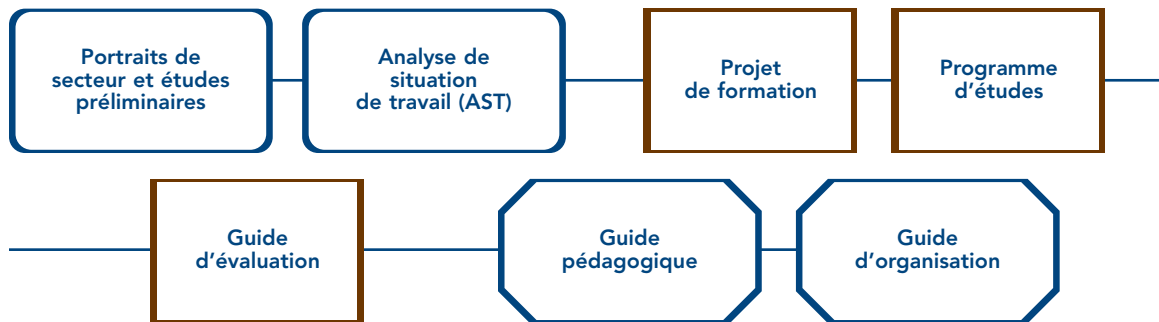 Portraits de
secteur et études
préliminaires
Analyse de
situation
de travail (AST)
Projet
de formation
Programme
d'études
Guide
d'évaluation
Guide
pédagogique
Guide
d'organisation